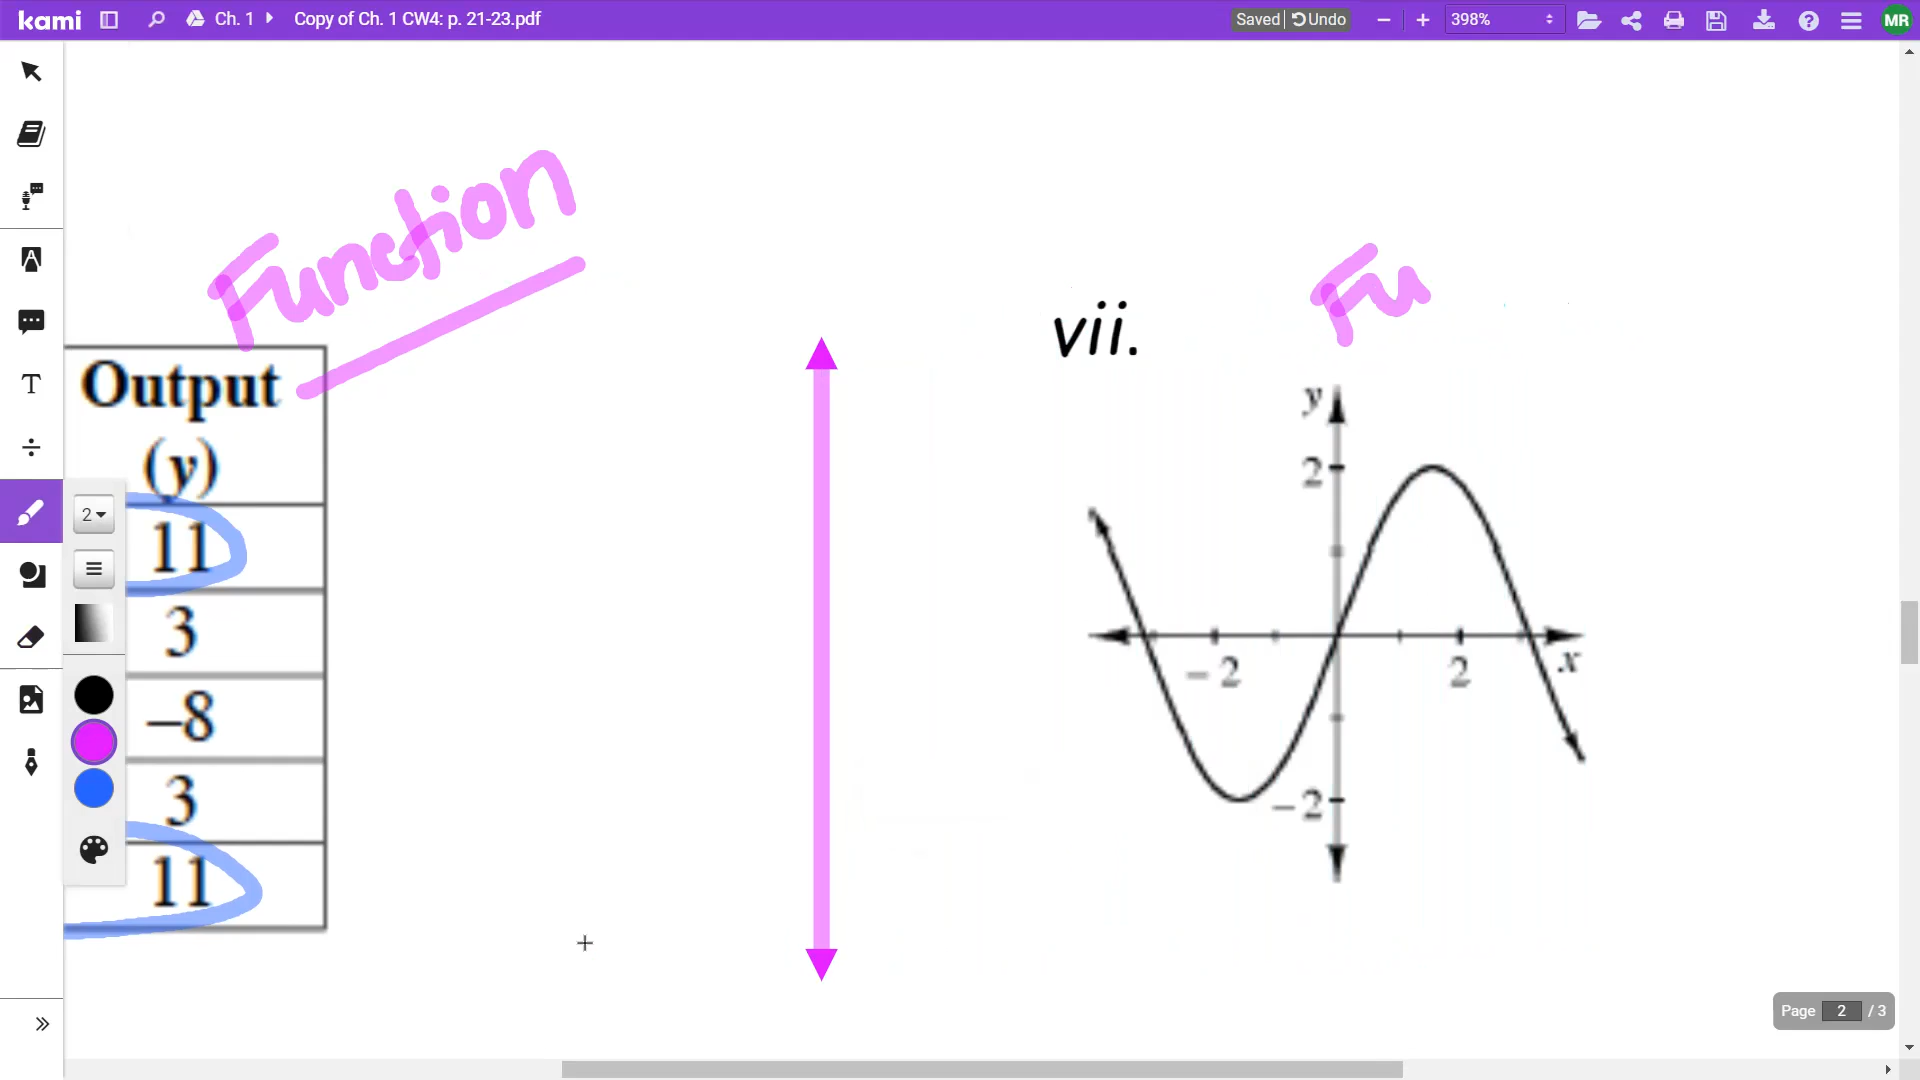 kami
Ch. 1
Copy of Ch. 1 CW4: p. 21-23.pdf
Saved
Undo
398%
MR
Function
Output
(y)
11
3
–8
3
11
2
vii.
Fu
y
2
–2
2
x
–2
Page 2 / 3